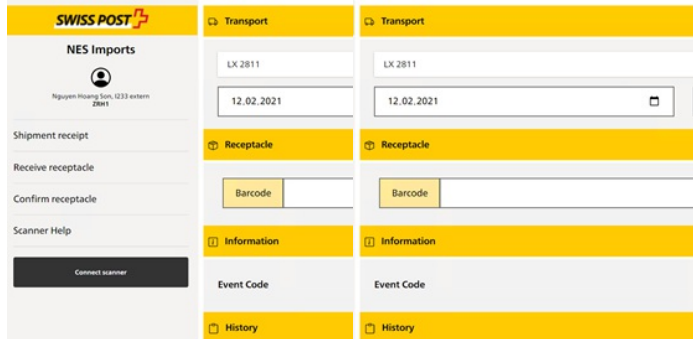 SWISS POST
NES Imports
Nguyen Hoang Son, I233 extern
ZRH1
Shipment receipt
Receive receptacle
Confirm receptacle
Scanner Help
Connect scanner
Transport
LX 2811
12.02.2021
Receptacle
Barcode
Information
Event Code
History
Transport
LX 2811
12.02.2021
Receptacle
Barcode
Information
Event Code
History